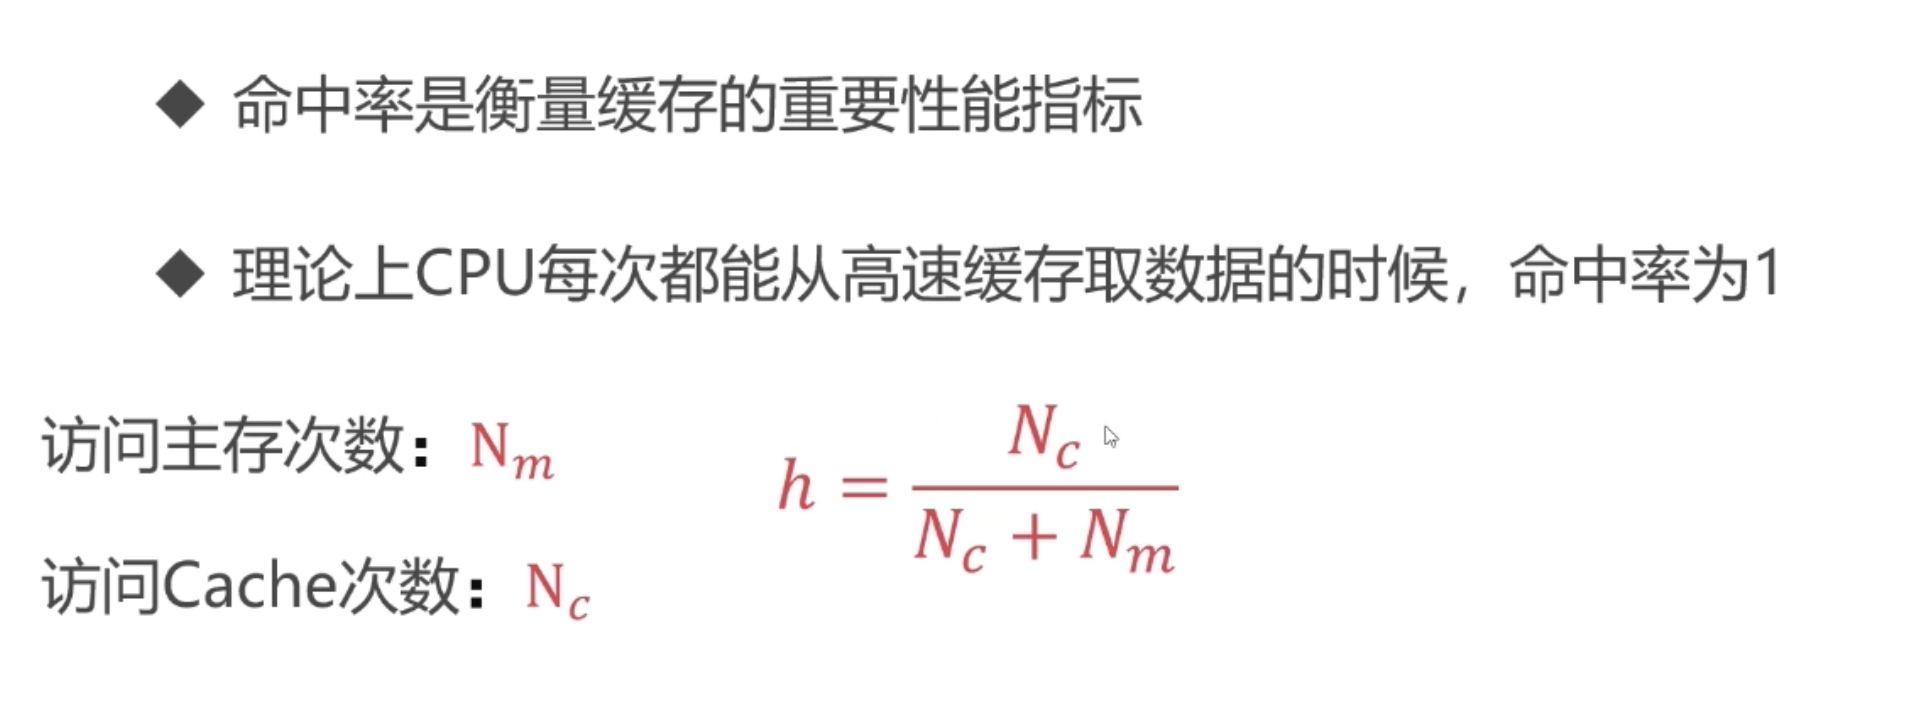 ◆ 命中率是衡量缓存的重要性能指标
◆ 理论上CPU每次都能从高速缓存取数据的时候，命中率为1
访问主存次数：N_m
访问Cache次数：N_c
h = \frac{N_c}{N_c + N_m}